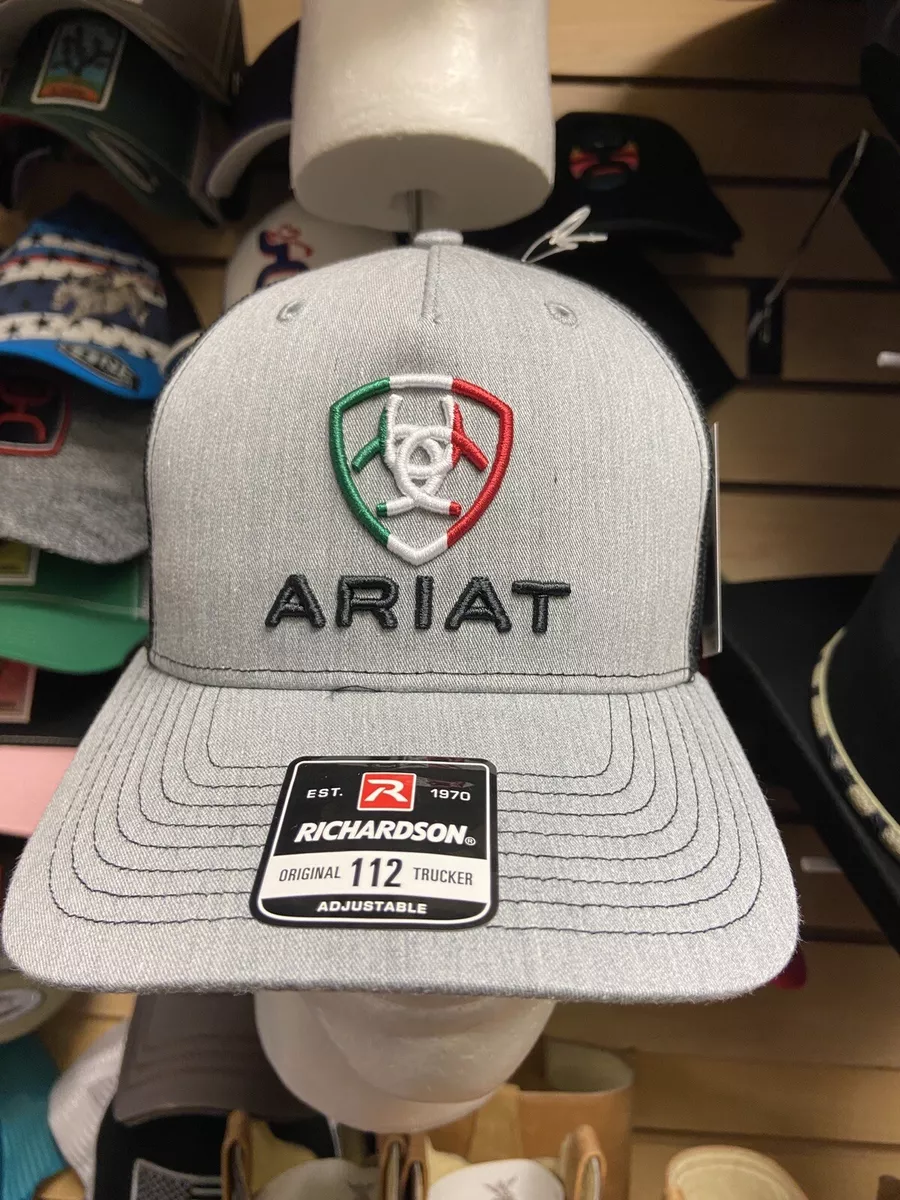 ARIAT
EST. R 1970
RICHARDSON®
ORIGINAL 112 TRUCKER
ADJUSTABLE